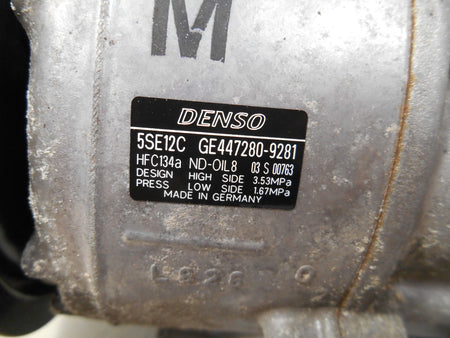 M
DENSO
5SE12C GE447280-9281
HFC134a ND-OIL8 03 S 00763
DESIGN HIGH SIDE 3.53MPa
PRESS LOW SIDE 1.67MPa
MADE IN GERMANY